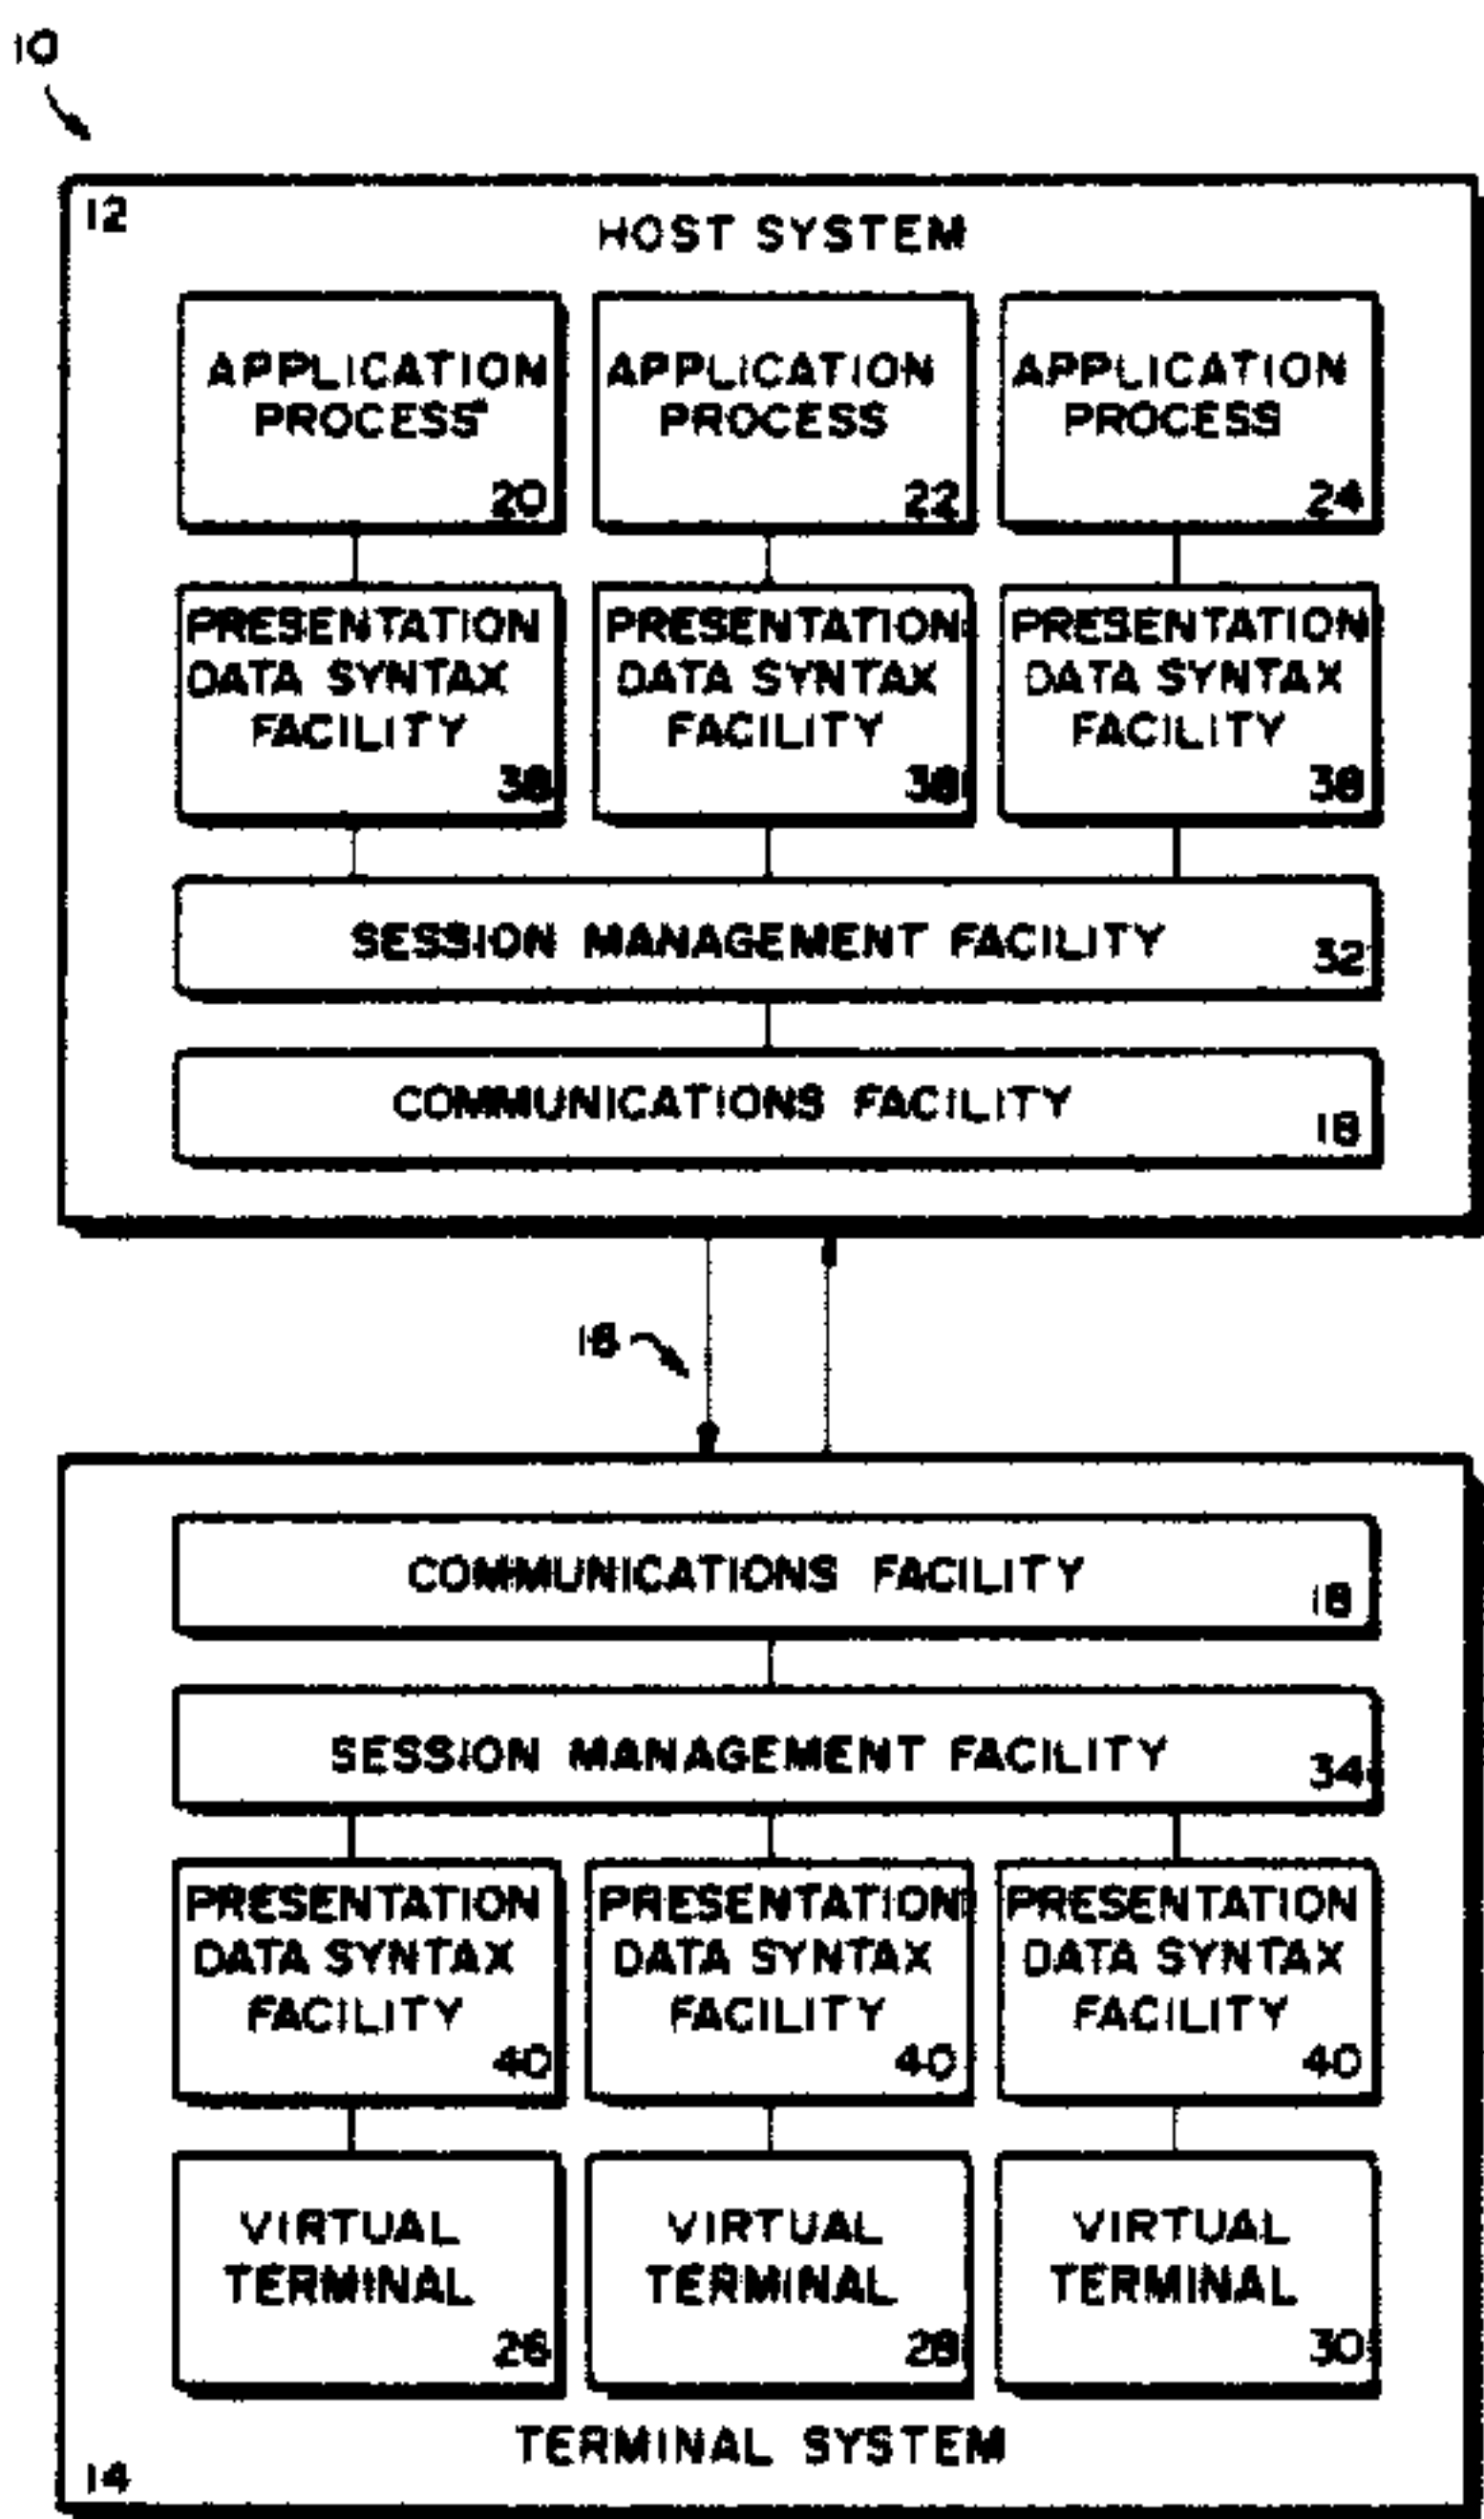 10
12
HOST SYSTEM
APPLICATION
PROCESS
20
APPLICATION
PROCESS
22
APPLICATION
PROCESS
24
PRESENTATION
DATA SYNTAX
FACILITY
38
PRESENTATION
DATA SYNTAX
FACILITY
38
PRESENTATION
DATA SYNTAX
FACILITY
38
SESSION MANAGEMENT FACILITY
32
COMMUNICATIONS FACILITY
18
16
COMMUNICATIONS FACILITY
18
SESSION MANAGEMENT FACILITY
34
PRESENTATION
DATA SYNTAX
FACILITY
40
PRESENTATION
DATA SYNTAX
FACILITY
40
PRESENTATION
DATA SYNTAX
FACILITY
40
VIRTUAL
TERMINAL
26
VIRTUAL
TERMINAL
28
VIRTUAL
TERMINAL
30
TERMINAL SYSTEM
14